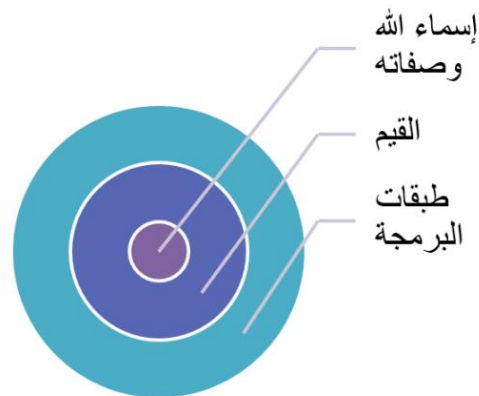 إسماء الله
وصفاته
القيم
طبقات
البرمجة